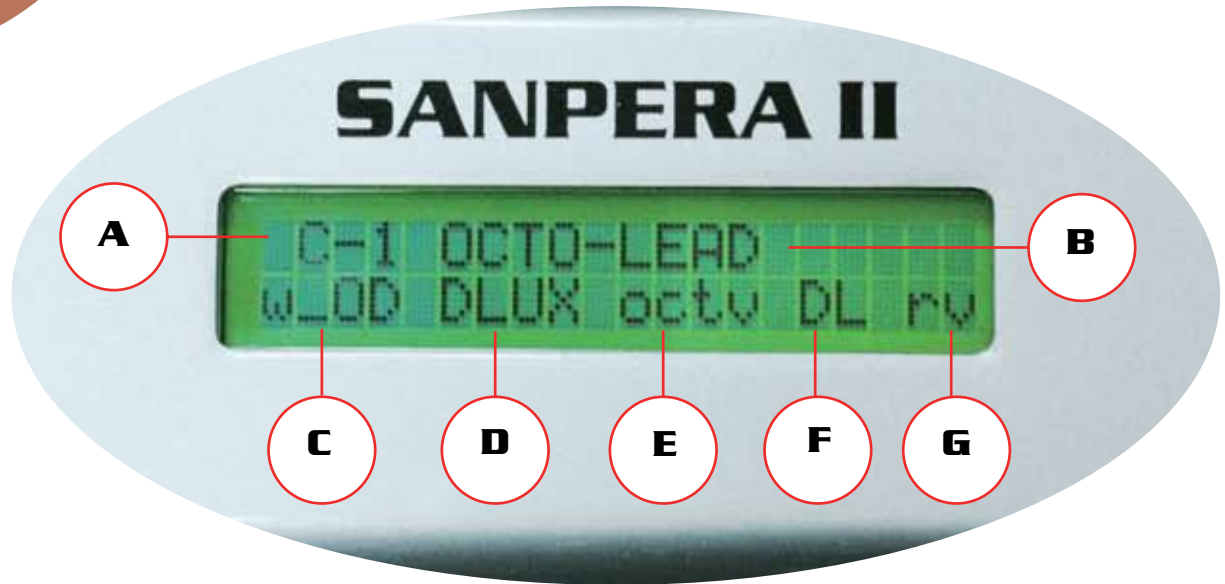 SANPERA II
A
C-1 OCTO-LEAD
B
w_OD DLUX octv DL rv
C D E F G